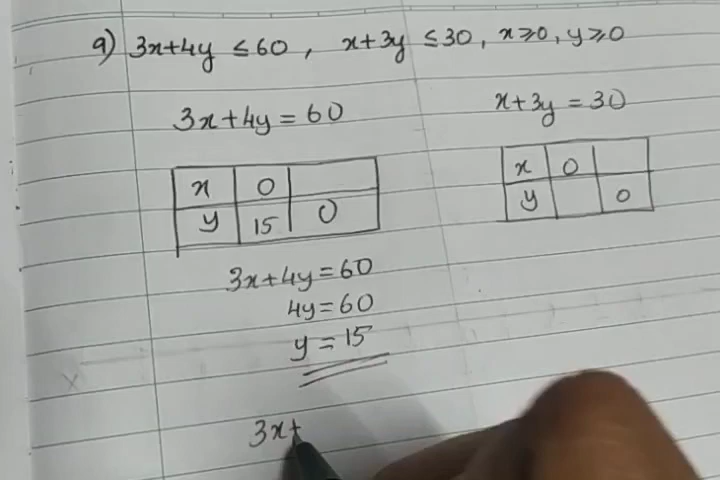 9) 3x+4y ≤ 60 , x+3y ≤ 30, x ≥ 0, y ≥ 0
3x+4y = 60
x+3y = 30
x 0
y 15 0
x 0
y 0
3x+4y = 60
4y = 60
y = 15
3x+